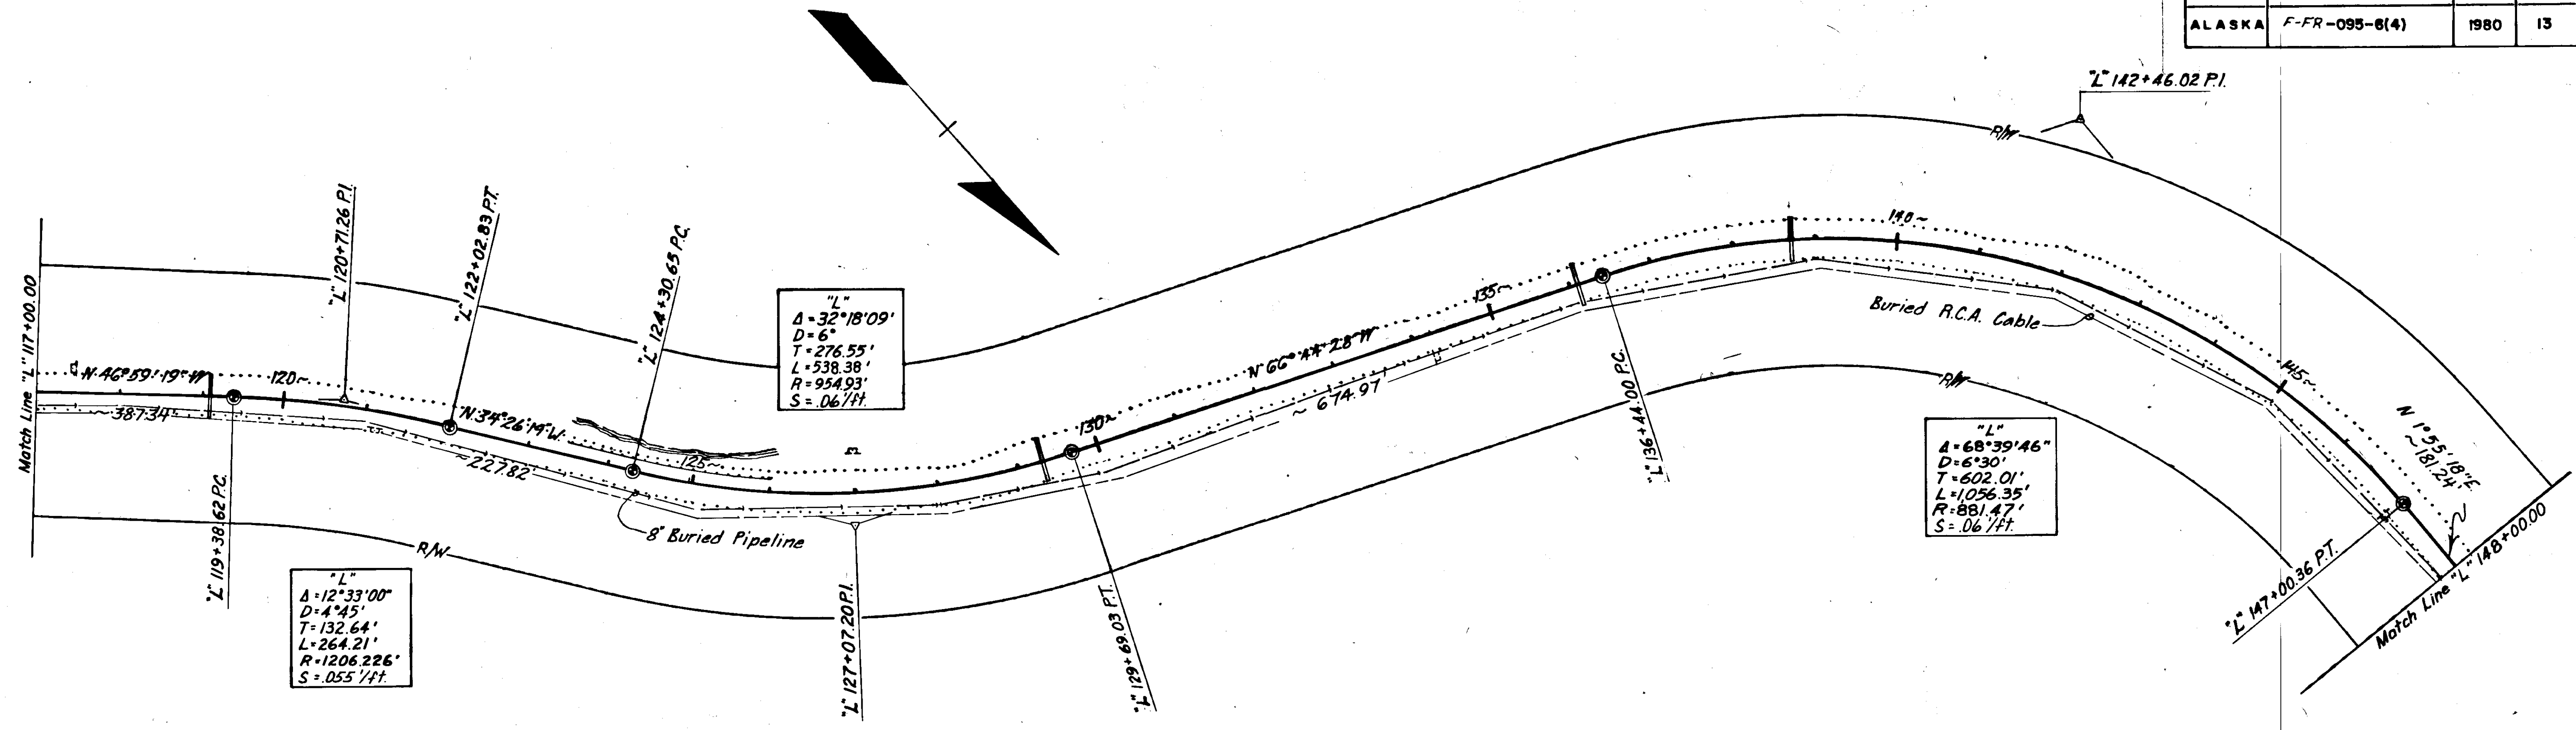 ALASKA F-FR-095-6(4) 1980 13
"L" 142+46.02 P.I.
R/W
"L" 120+71.26 P.I.
"L" 122+02.83 P.T.
"L" 124+30.65 P.C.
Match Line "L" 117+00.00
N 46°59'19" W
~387.34'
120~
N 34°26'19" W
~227.82'
125~
8" Buried Pipeline
"L"
Δ=32°18'09"
D=6°
T=276.55'
L=538.38'
R=954.93'
S=.06'/ft.
130~
N 66°44'28" W
~ 674.97
135~
140~
Buried R.C.A. Cable
145~
N 1°55'18" E
~181.24'
R/W
R/W
"L" 119+38.62 P.C.
"L"
Δ=12°33'00"
D=4°45'
T=132.64'
L=264.21'
R=1206.226'
S=.055'/ft.
"L" 127+07.20 P.I.
"L" 129+69.03 P.T.
"L" 136+44.00 P.C.
"L"
Δ=68°39'46"
D=6°30'
T=602.01'
L=1,056.35'
R=881.47'
S=.06'/ft.
"L" 147+00.36 P.T.
Match Line "L" 148+00.00